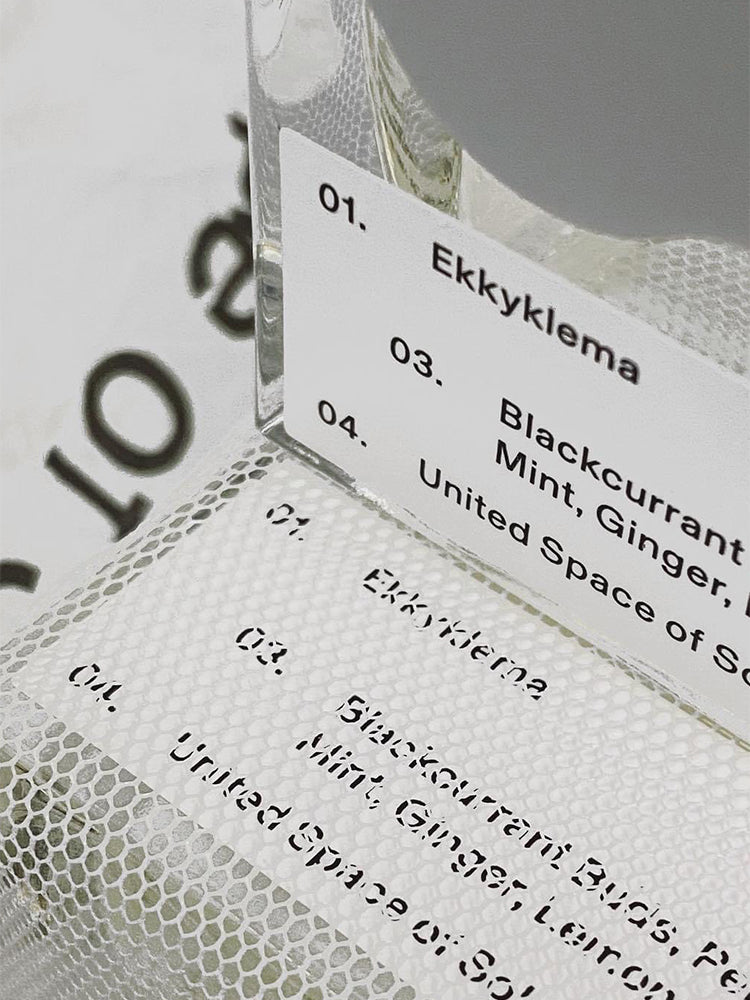 01.
Ekkyklema
03.
Blackcurrant
Mint, Ginger,
04.
United Space of
01.
Ekkyklema
03.
Blackcurrant Buds,
Mint, Ginger, Lemon
04.
United Space of